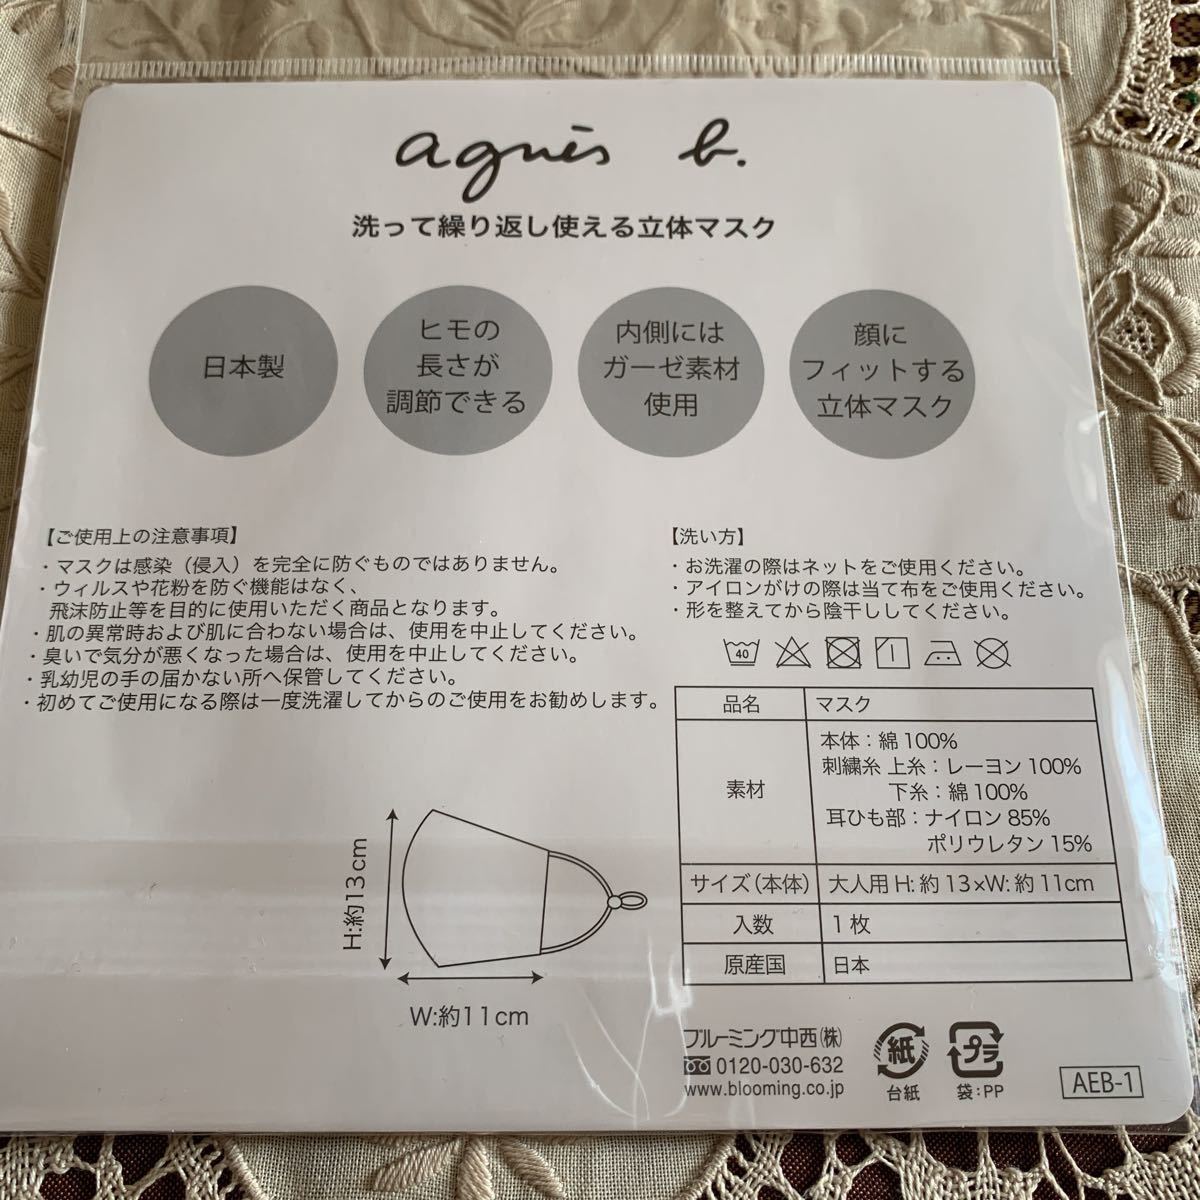 agnès b.
洗って繰り返し使える立体マスク
日本製
ヒモの
長さが
調節できる
内側には
ガーゼ素材
使用
顔に
フィットする
立体マスク
【ご使用上の注意事項】
・マスクは感染（侵入）を完全に防ぐものではありません。
・ウィルスや花粉を防ぐ機能はなく、
飛沫防止等を目的に使用いただく商品となります。
・肌の異常時および肌に合わない場合は、使用を中止してください。
・臭いで気分が悪くなった場合は、使用を中止してください。
・乳幼児の手の届かない所へ保管してください。
・初めてご使用になる際は一度洗濯してからのご使用をお勧めします。
【洗い方】
・お洗濯の際はネットをご使用ください。
・アイロンがけの際は当て布をご使用ください。
・形を整えてから陰干ししてください。
40
品名 マスク
素材 本体：綿100%
刺繍糸 上糸：レーヨン100%
下糸：綿100%
耳ひも部：ナイロン85%
ポリウレタン15%
サイズ（本体） 大人用 H: 約13×W: 約11cm
入数 1枚
原産国 日本
H:約13cm
W:約11cm
ブルーミング中西㈱
0120-030-632
www.blooming.co.jp
紙
台紙
プラ
袋：PP
AEB-1